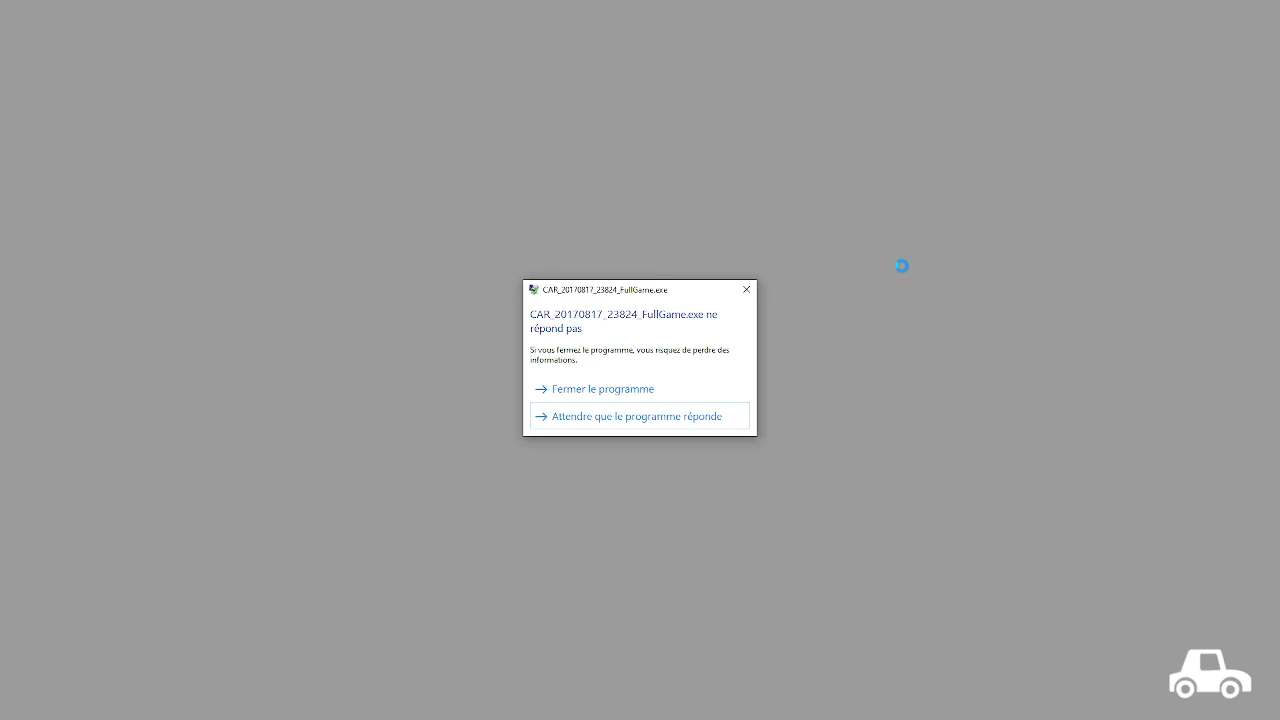 CAR_20170817_23824_FullGame.exe
CAR_20170817_23824_FullGame.exe ne
répond pas
Si vous fermez le programme, vous risquez de perdre des
informations.
Fermer le programme
Attendre que le programme réponde